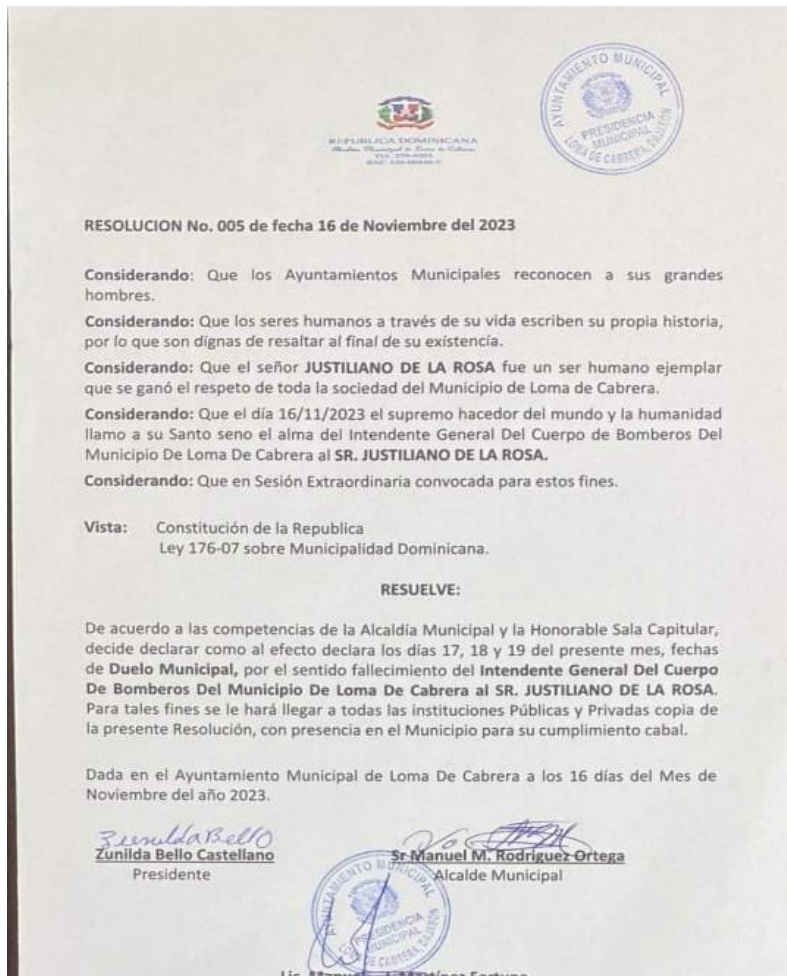 AYUNTAMIENTO MUNICIPAL
PRESIDENCIA
MUNICIPAL
LOMA DE CABRERA, DAJABÓN
REPUBLICA DOMINICANA
RESOLUCION No. 005 de fecha 16 de Noviembre del 2023
Considerando: Que los Ayuntamientos Municipales reconocen a sus grandes
hombres.
Considerando: Que los seres humanos a través de su vida escriben su propia historia,
por lo que son dignas de resaltar al final de su existencia.
Considerando: Que el señor JUSTILIANO DE LA ROSA fue un ser humano ejemplar
que se ganó el respeto de toda la sociedad del Municipio de Loma de Cabrera.
Considerando: Que el día 16/11/2023 el supremo hacedor del mundo y la humanidad
llamo a su Santo seno el alma del Intendente General Del Cuerpo de Bomberos Del
Municipio De Loma De Cabrera al SR. JUSTILIANO DE LA ROSA.
Considerando: Que en Sesión Extraordinaria convocada para estos fines.
Vista: Constitución de la Republica
Ley 176-07 sobre Municipalidad Dominicana.
RESUELVE:
De acuerdo a las competencias de la Alcaldía Municipal y la Honorable Sala Capitular,
decide declarar como al efecto declara los días 17, 18 y 19 del presente mes, fechas
de Duelo Municipal, por el sentido fallecimiento del Intendente General Del Cuerpo
De Bomberos Del Municipio De Loma De Cabrera al SR. JUSTILIANO DE LA ROSA.
Para tales fines se le hará llegar a todas las instituciones Públicas y Privadas copia de
la presente Resolución, con presencia en el Municipio para su cumplimiento cabal.
Dada en el Ayuntamiento Municipal de Loma De Cabrera a los 16 días del Mes de
Noviembre del año 2023.
Zunilda Bello
Zunilda Bello Castellano Sr Manuel M. Rodriguez Ortega
Presidente Alcalde Municipal
AYUNTAMIENTO MUNICIPAL
PRESIDENCIA
MUNICIPAL
LOMA DE CABRERA, DAJABÓN